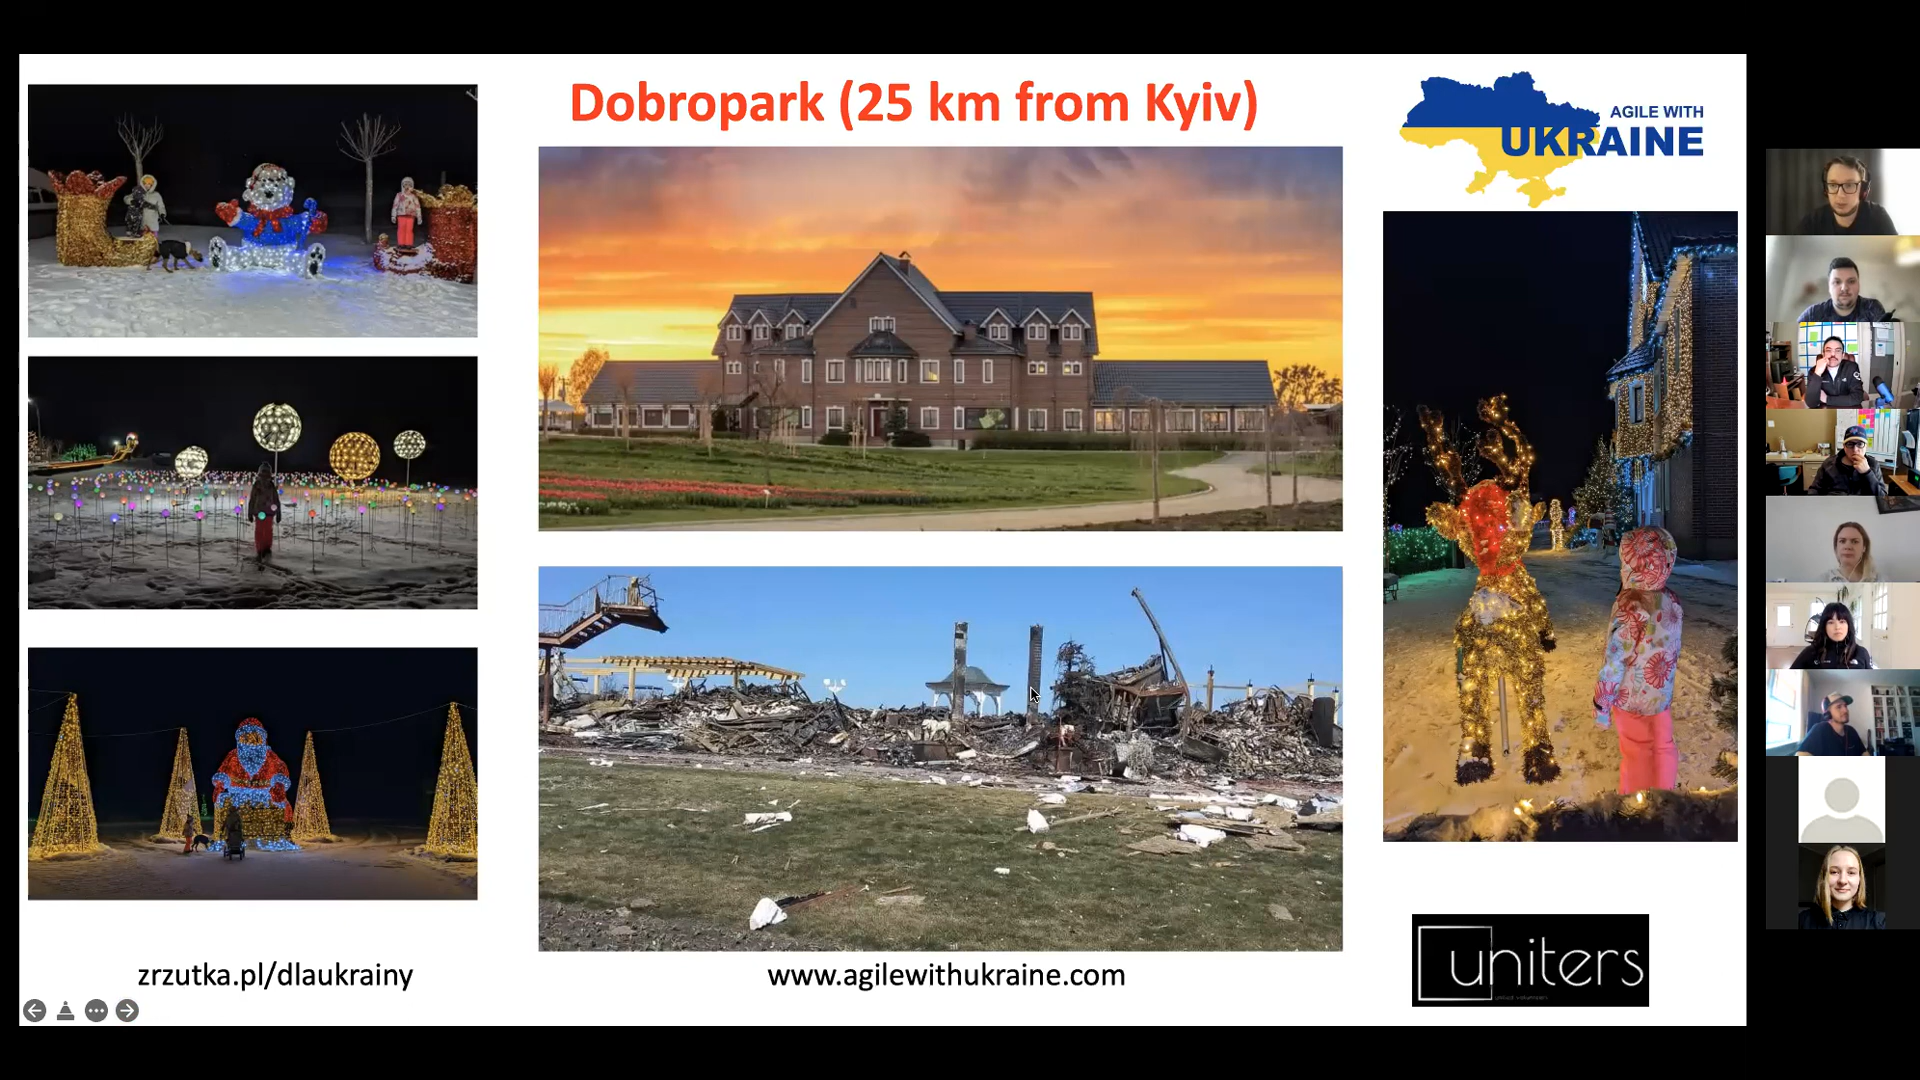 Dobropark (25 km from Kyiv)
AGILE WITH
UKRAINE
zrzutka.pl/dlaukrainy
www.agilewithukraine.com
uniters